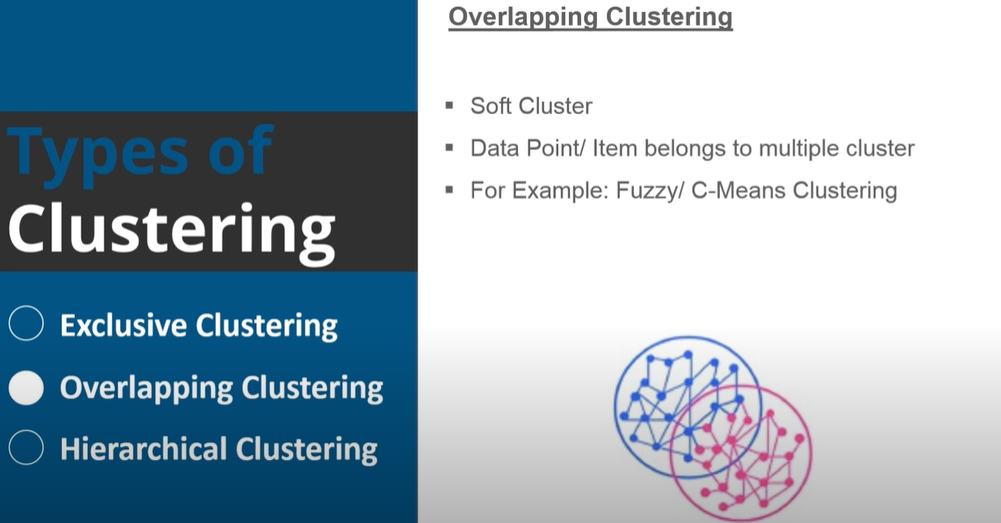 Types of
Clustering
Exclusive Clustering
Overlapping Clustering
Hierarchical Clustering
Overlapping Clustering
▪ Soft Cluster
▪ Data Point/ Item belongs to multiple cluster
▪ For Example: Fuzzy/ C-Means Clustering